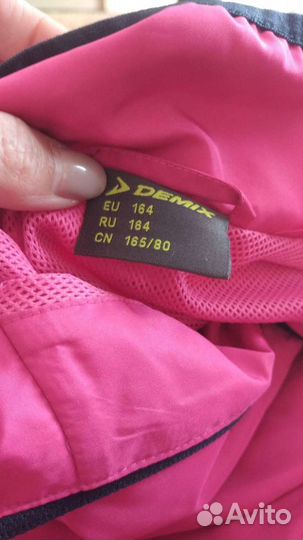 DEMIX
EU 164
RU 164
CN 165/80
Avito